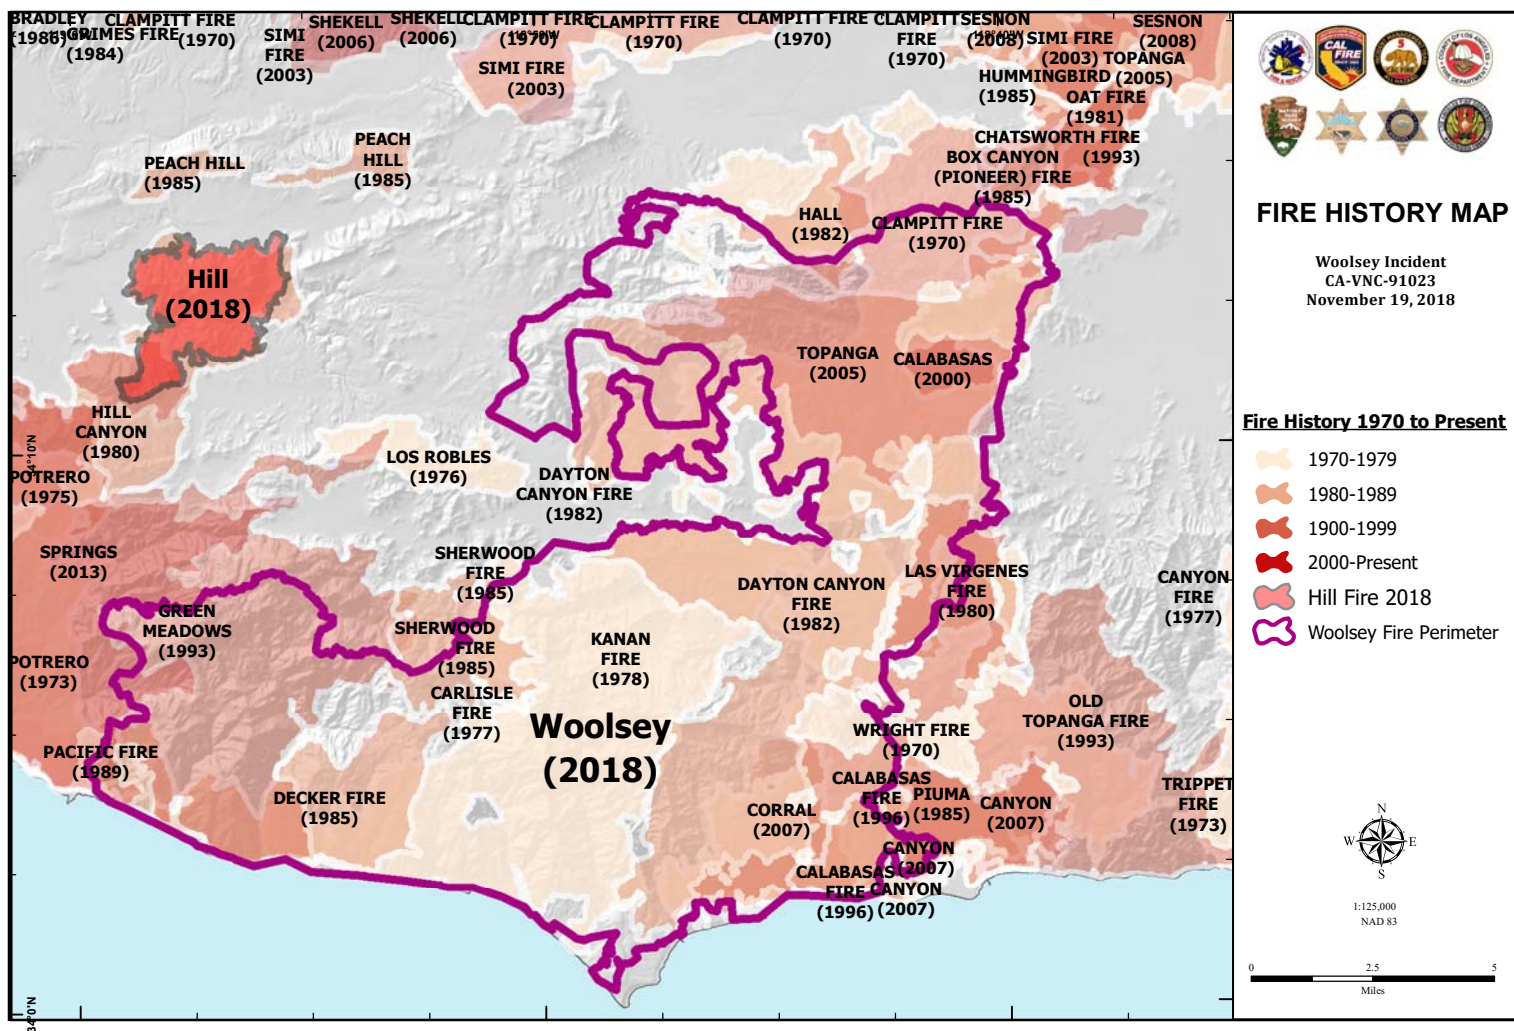 BRADLEY
(1986)
GRIMES FIRE
(1984)
CLAMPITT FIRE
(1970)
SIMI
FIRE
(2003)
SHEKELL
(2006)
SHEKELL
(2006)
CLAMPITT FIRE
(1970)
CLAMPITT FIRE
(1970)
CLAMPITT FIRE
(1970)
CLAMPITT
FIRE
(1970)
SESNON
(2008)
SIMI FIRE
(2003)
SESNON
(2008)
TOPANGA
(2005)
SIMI FIRE
(2003)
HUMMINGBIRD
(1985)
OAT FIRE
(1981)
CHATSWORTH FIRE
(1993)
BOX CANYON
(PIONEER) FIRE
(1985)
PEACH HILL
(1985)
PEACH
HILL
(1985)
HALL
(1982)
CLAMPITT FIRE
(1970)
Hill
(2018)
TOPANGA
(2005)
CALABASAS
(2000)
HILL
CANYON
(1980)
LOS ROBLES
(1976)
POTRERO
(1975)
DAYTON
CANYON FIRE
(1982)
SPRINGS
(2013)
SHERWOOD
FIRE
(1985)
DAYTON CANYON
FIRE
(1982)
LAS VIRGENES
FIRE
(1980)
CANYON
FIRE
(1977)
GREEN
MEADOWS
(1993)
SHERWOOD
FIRE
(1985)
KANAN
FIRE
(1978)
POTRERO
(1973)
CARLISLE
FIRE
(1977)
OLD
TOPANGA FIRE
(1993)
Woolsey
(2018)
WRIGHT FIRE
(1970)
PACIFIC FIRE
(1989)
DECKER FIRE
(1985)
CORRAL
(2007)
CALABASAS
FIRE
(1996)
PIUMA
(1985)
CANYON
(2007)
TRIPPET
FIRE
(1973)
CANYON
(2007)
CALABASAS
FIRE
(1996)
CANYON
(2007)
34°0'N
FIRE HISTORY MAP
Woolsey Incident
CA-VNC-91023
November 19, 2018
Fire History 1970 to Present
1970-1979
1980-1989
1900-1999
2000-Present
Hill Fire 2018
Woolsey Fire Perimeter
N
W E
S
1:125,000
NAD 83
0 2.5 5
Miles